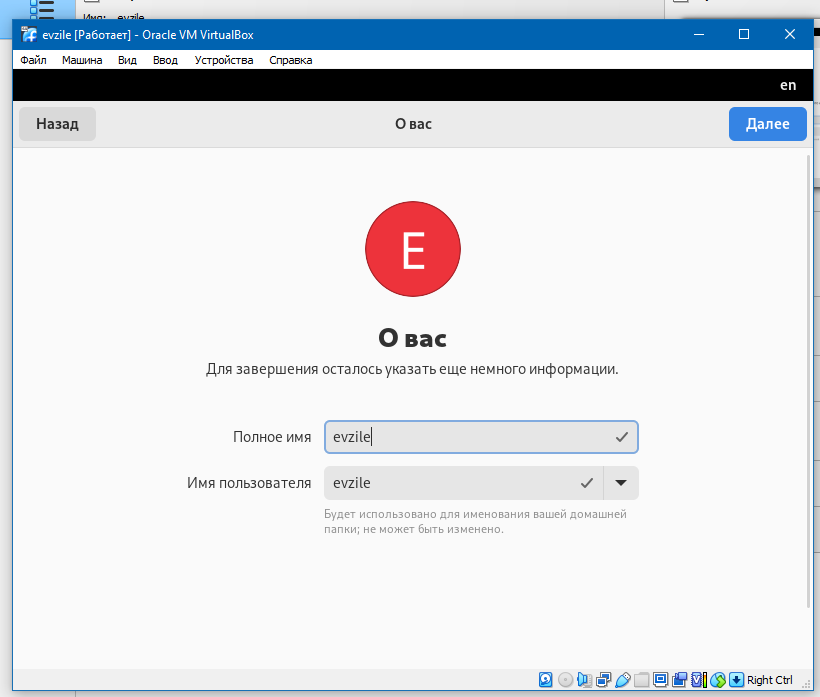 Имя: evzile
evzile [Работает] - Oracle VM VirtualBox
Файл Машина Вид Ввод Устройства Справка
en
Назад О вас Далее
E
О вас
Для завершения осталось указать еще немного информации.
Полное имя evzile
Имя пользователя evzile
Будет использовано для именования вашей домашней
папки; не может быть изменено.
Right Ctrl